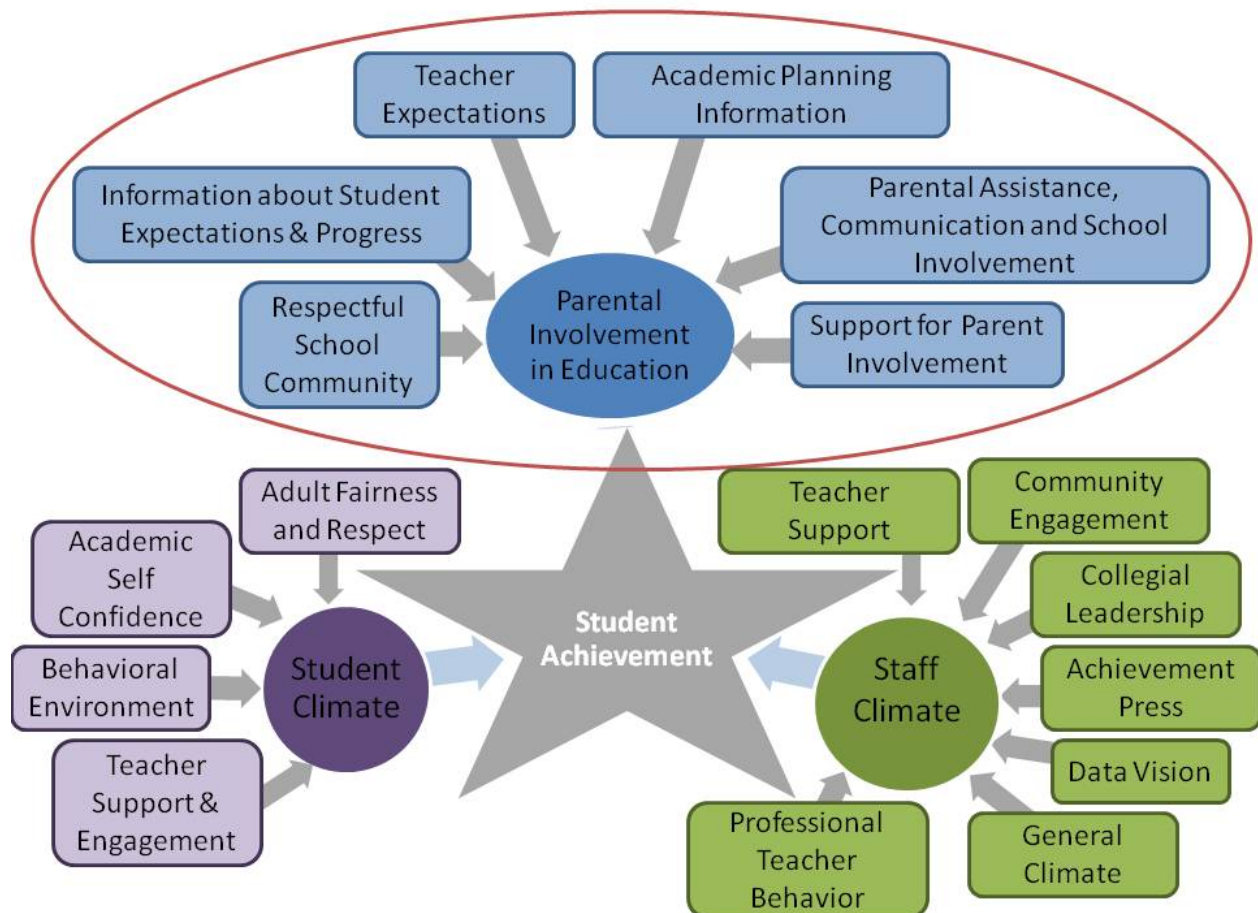 Teacher
Expectations
Academic Planning
Information
Information about Student
Expectations & Progress
Parental Assistance,
Communication and School
Involvement
Respectful
School
Community
Parental
Involvement
in Education
Support for Parent
Involvement
Adult Fairness
and Respect
Academic
Self
Confidence
Behavioral
Environment
Teacher
Support &
Engagement
Student
Climate
Student
Achievement
Teacher
Support
Community
Engagement
Collegial
Leadership
Staff
Climate
Achievement
Press
Data Vision
General
Climate
Professional
Teacher
Behavior